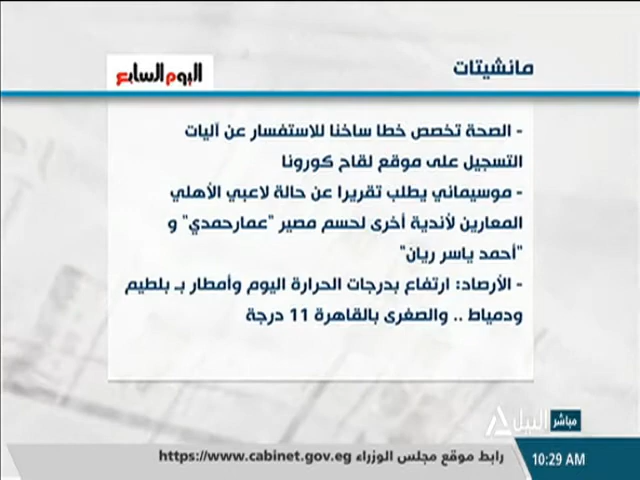 مانشيتات
اليوم السابع
- الصحة تخصص خطا ساخنا للاستفسار عن آليات
التسجيل على موقع لقاح كورونا
- موسيماني يطلب تقريرا عن حالة لاعبي الأهلي
المعارين لأندية أخرى لحسم مصير "عمارحمدي" و
"أحمد ياسر ريان"
- الأرصاد: ارتفاع بدرجات الحرارة اليوم وأمطار بـ بلطيم
ودمياط .. والصغرى بالقاهرة 11 درجة
مباشر النيل
رابط موقع مجلس الوزراء https://www.cabinet.gov.eg
10:29 AM